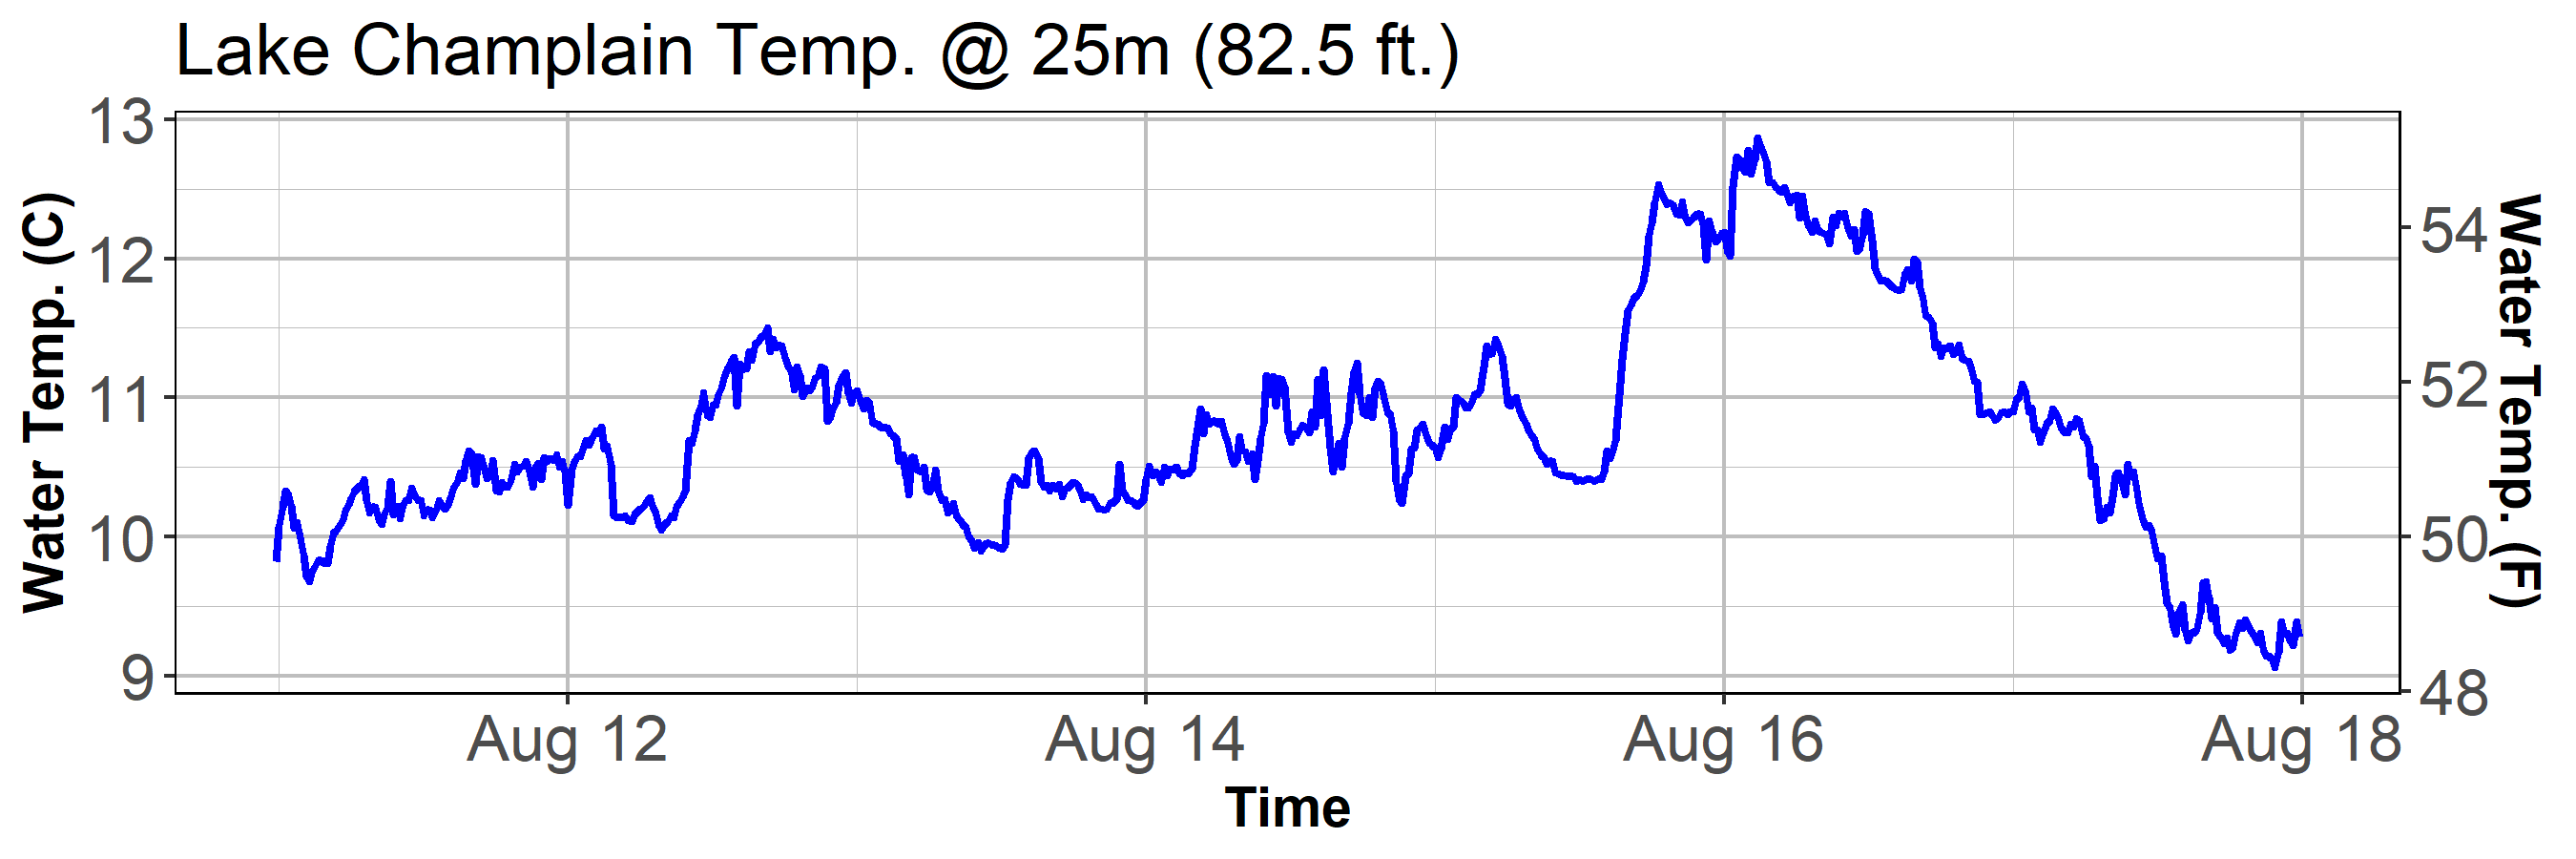 Lake Champlain Temp. @ 25m (82.5 ft.)
Water Temp. (C)
13
12
11
10
9
54
52
50
48
Water Temp. (F)
Aug 12 Aug 14 Aug 16 Aug 18
Time